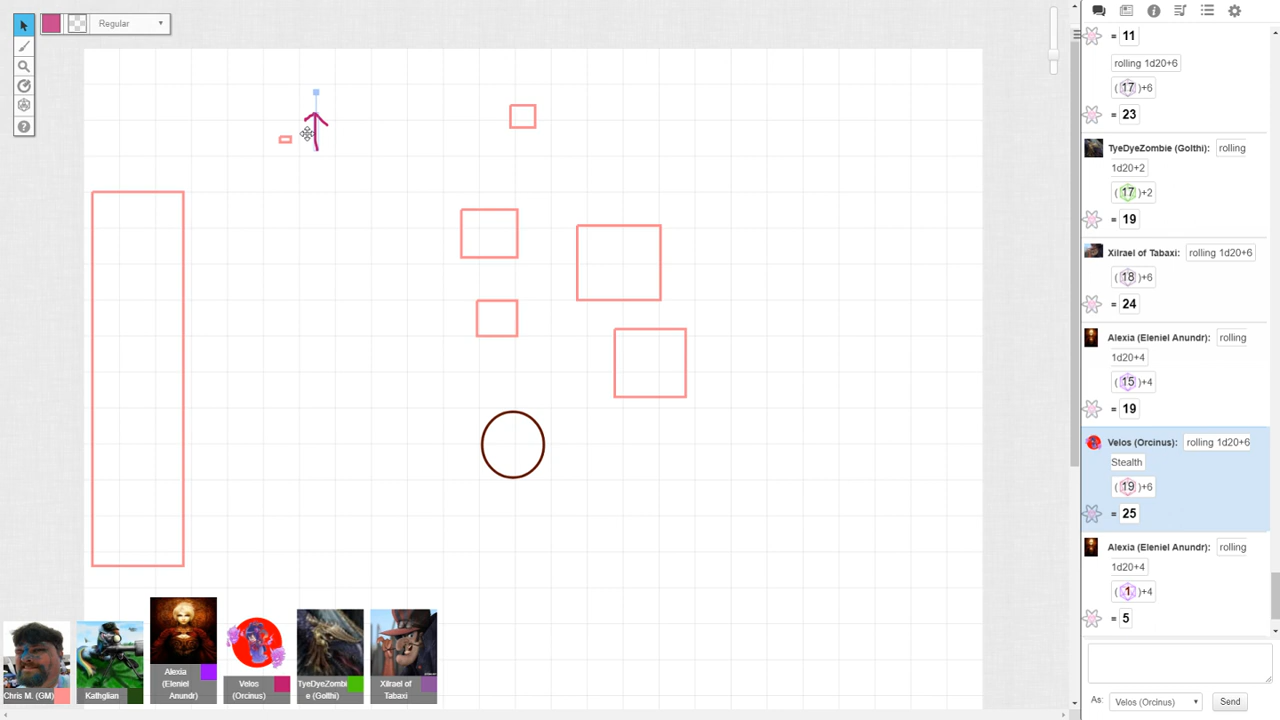 Regular
= 11
rolling 1d20+6
(17)+6
= 23
TyeDyeZombie (Golthi): rolling
1d20+2
(17)+2
= 19
Xilrael of Tabaxi: rolling 1d20+6
(18)+6
= 24
Alexia (Eleniel Anundr): rolling
1d20+4
(15)+4
= 19
Velos (Orcinus): rolling 1d20+6
Stealth
(19)+6
= 25
Alexia (Eleniel Anundr): rolling
1d20+4
(1)+4
= 5
Chris M. (GM)
Kathglian
Alexia
(Eleniel
Anundr)
Velos
(Orcinus)
TyeDyeZombi
e (Golthi)
Xilrael of
Tabaxi
As: Velos (Orcinus) Send